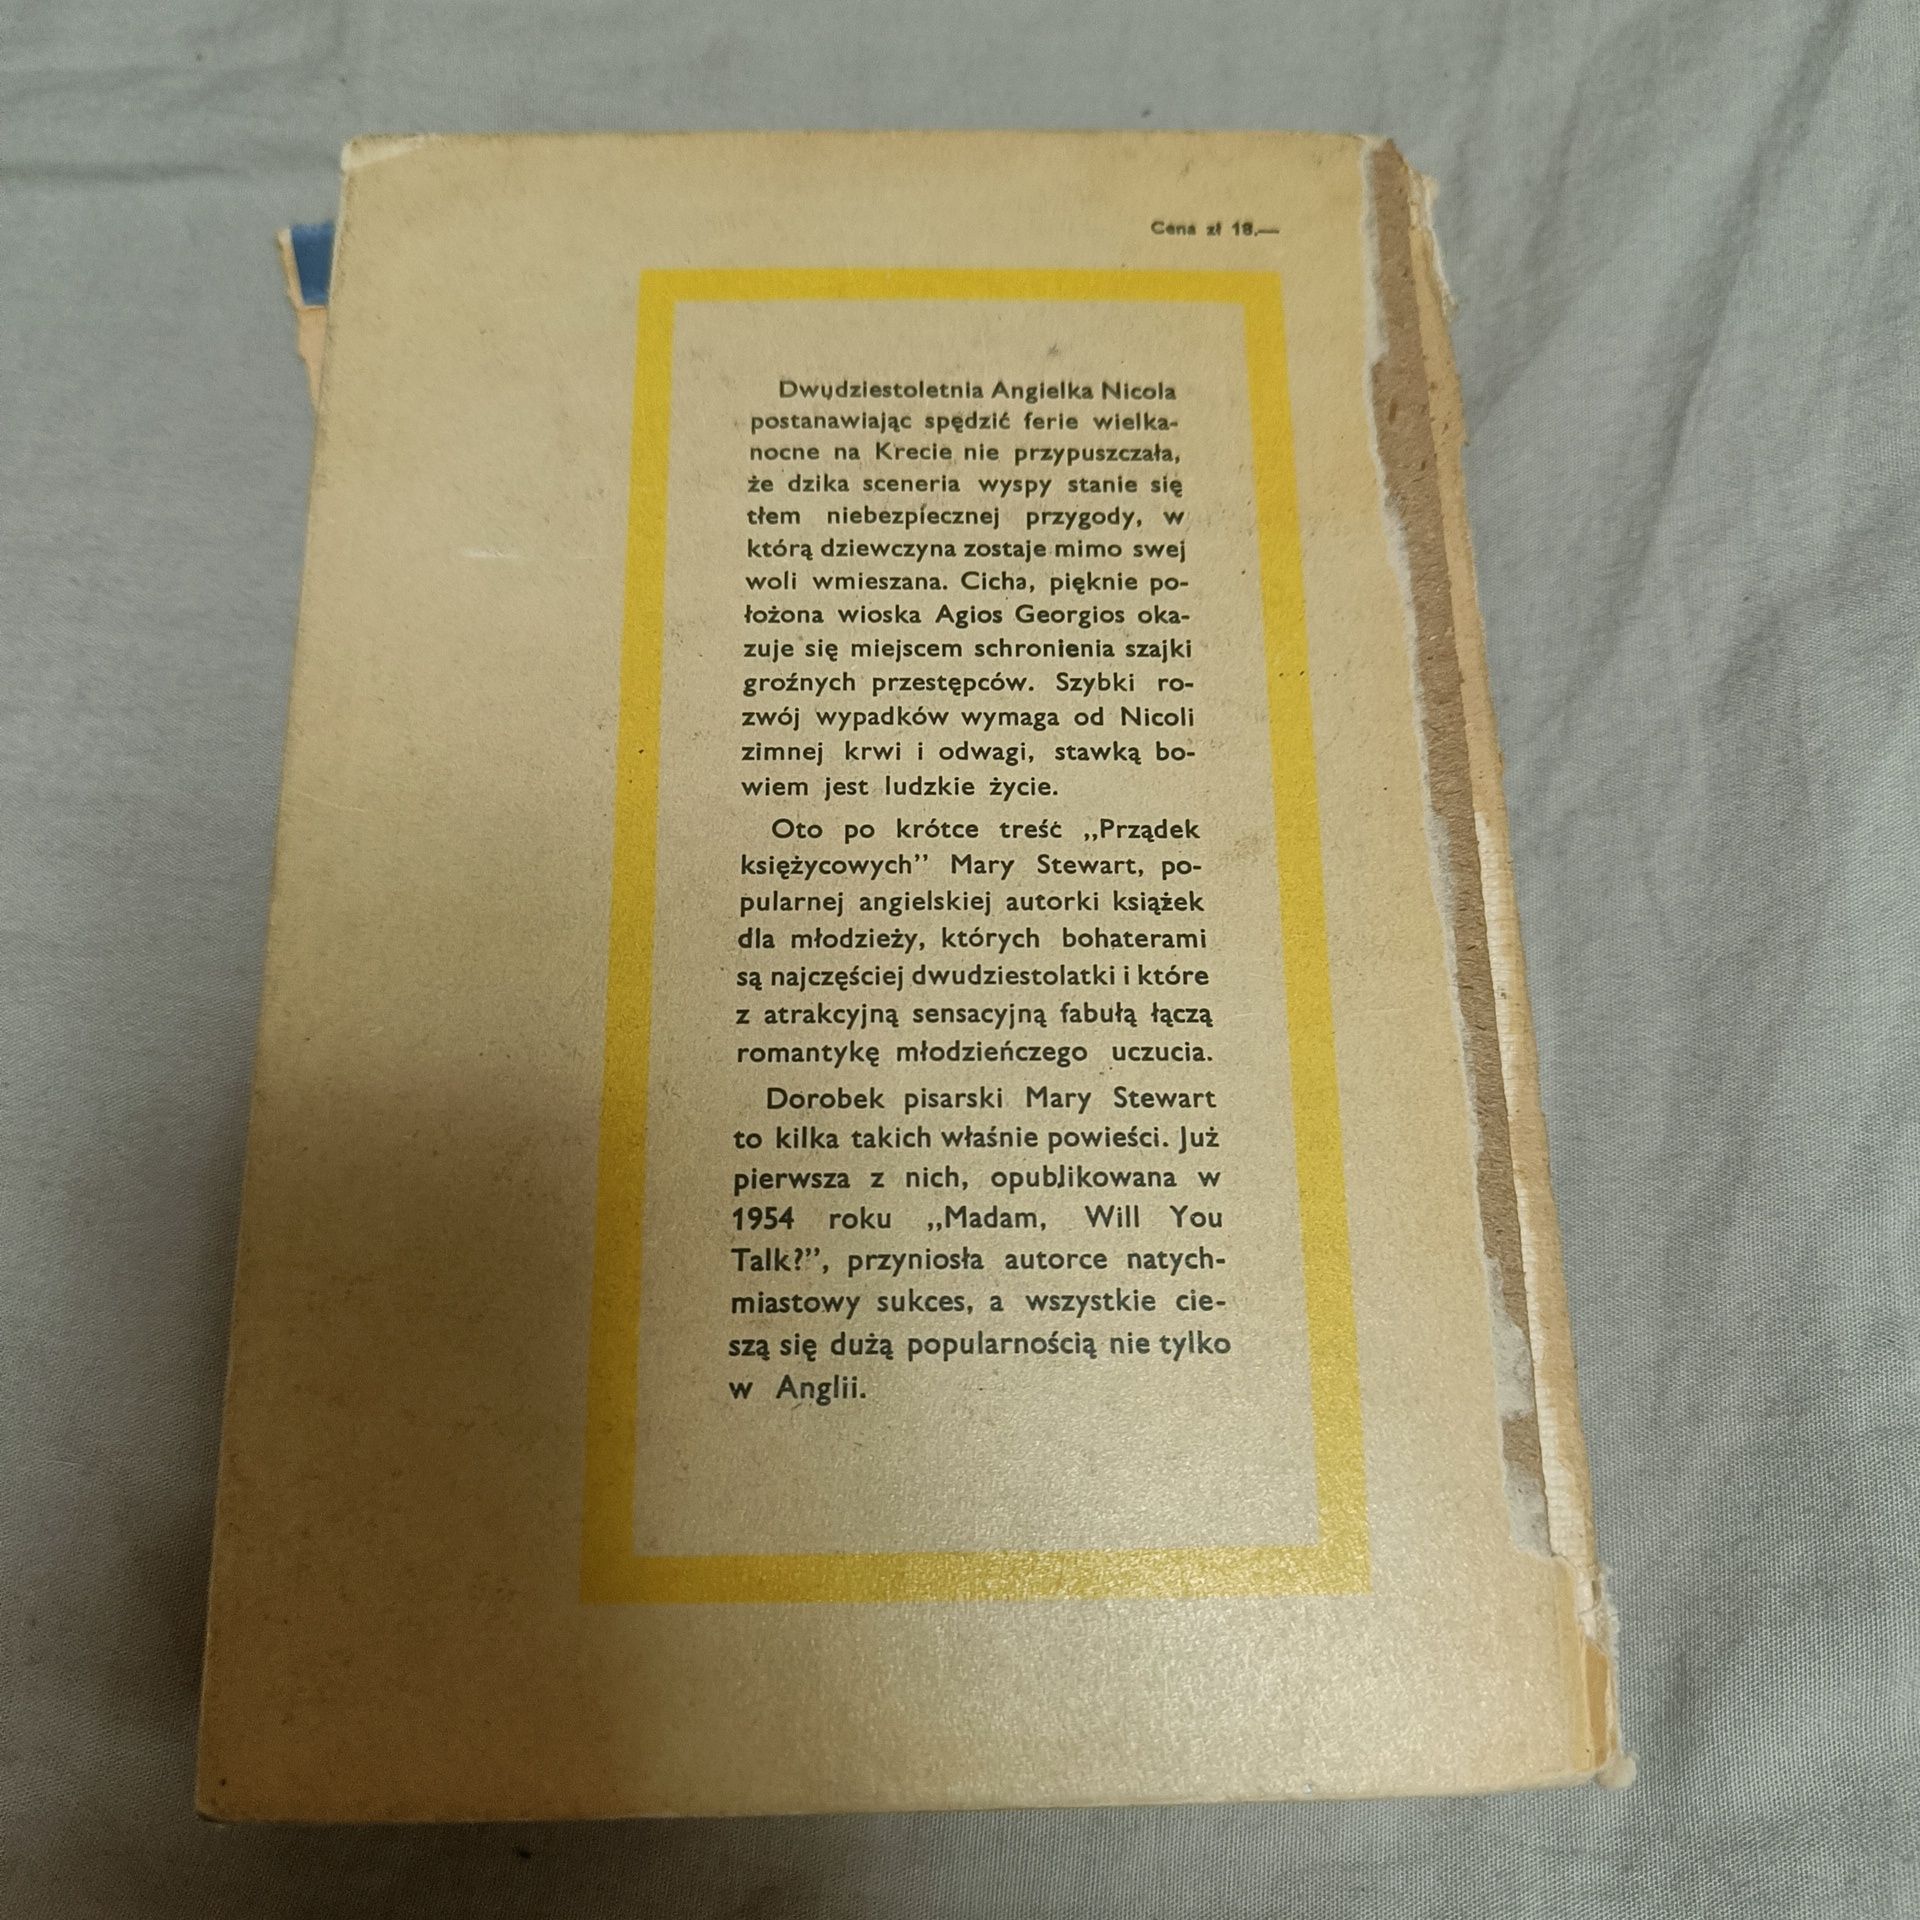 Cena zł 18,—
Dwudziestoletnia Angielka Nicola
postanawiając spędzić ferie wielka-
nocne na Krecie nie przypuszczała,
że dzika sceneria wyspy stanie się
tłem niebezpiecznej przygody, w
którą dziewczyna zostaje mimo swej
woli wmieszana. Cicha, pięknie po-
łożona wioska Agios Georgios oka-
zuje się miejscem schronienia szajki
groźnych przestępców. Szybki ro-
zwój wypadków wymaga od Nicoli
zimnej krwi i odwagi, stawką bo-
wiem jest ludzkie życie.
Oto po krótce treść „Prządek
księżycowych” Mary Stewart, po-
pularnej angielskiej autorki książek
dla młodzieży, których bohaterami
są najczęściej dwudziestolatki i które
z atrakcyjną sensacyjną fabułą łączą
romantykę młodzieńczego uczucia.
Dorobek pisarski Mary Stewart
to kilka takich właśnie powieści. Już
pierwsza z nich, opublikowana w
1954 roku „Madam, Will You
Talk?”, przyniosła autorce natych-
miastowy sukces, a wszystkie cie-
szą się dużą popularnością nie tylko
w Anglii.